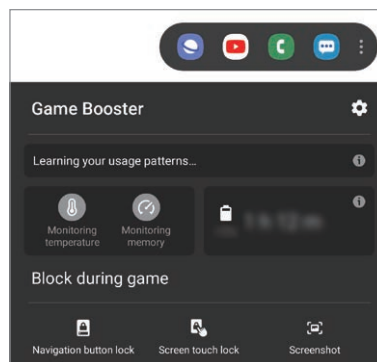 Game Booster
Learning your usage patterns...
Monitoring
temperature
Monitoring
memory
Block during game
Navigation button lock
Screen touch lock
Screenshot